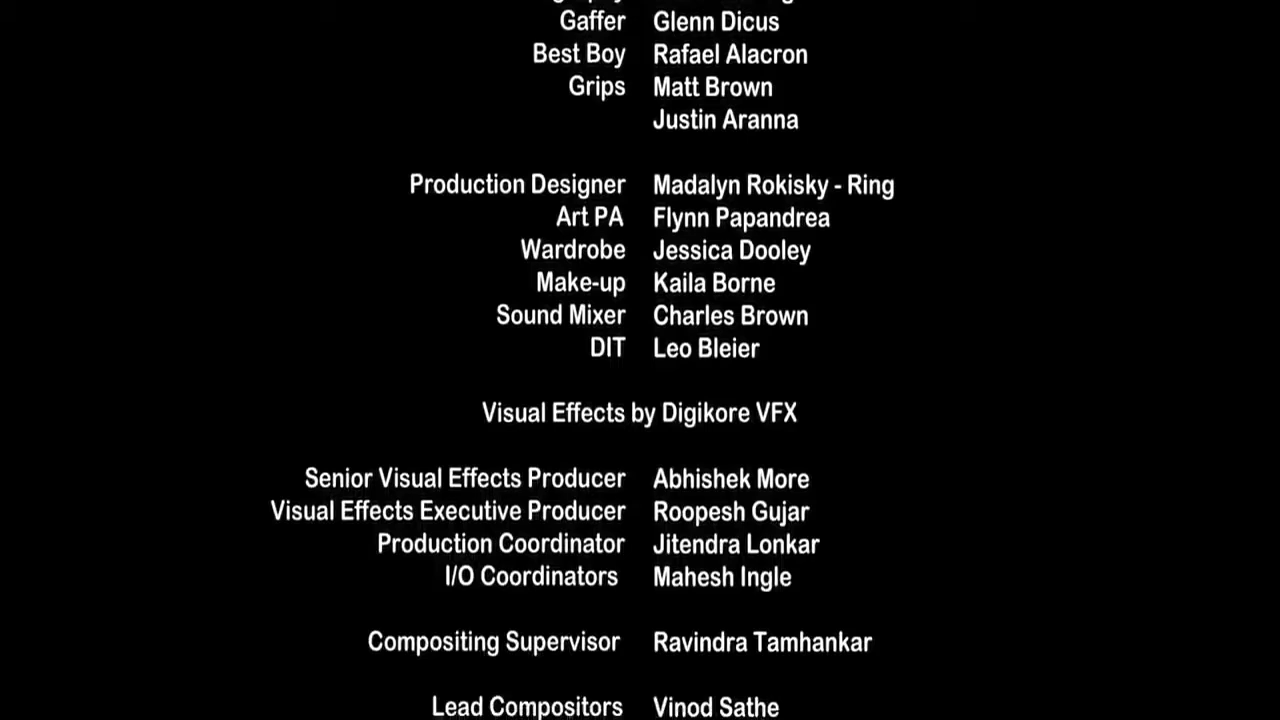 Gaffer Glenn Dicus
Best Boy Rafael Alacron
Grips Matt Brown
Justin Aranna
Production Designer Madalyn Rokisky - Ring
Art PA Flynn Papandrea
Wardrobe Jessica Dooley
Make-up Kaila Borne
Sound Mixer Charles Brown
DIT Leo Bleier
Visual Effects by Digikore VFX
Senior Visual Effects Producer Abhishek More
Visual Effects Executive Producer Roopesh Gujar
Production Coordinator Jitendra Lonkar
I/O Coordinators Mahesh Ingle
Compositing Supervisor Ravindra Tamhankar
Lead Compositors Vinod Sathe